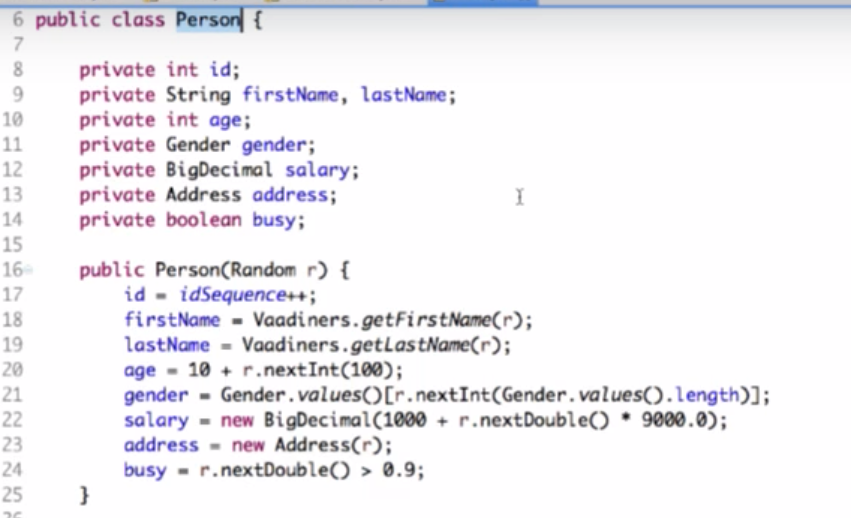 6 public class Person {
7
8 private int id;
9 private String firstName, lastName;
10 private int age;
11 private Gender gender;
12 private BigDecimal salary;
13 private Address address;
14 private boolean busy;
15
16 public Person(Random r) {
17 id = idSequence++;
18 firstName = Vaadiners.getFirstName(r);
19 lastName = Vaadiners.getLastName(r);
20 age = 10 + r.nextInt(100);
21 gender = Gender.values()[r.nextInt(Gender.values().length)];
22 salary = new BigDecimal(1000 + r.nextDouble() * 9000.0);
23 address = new Address(r);
24 busy = r.nextDouble() > 0.9;
25 }